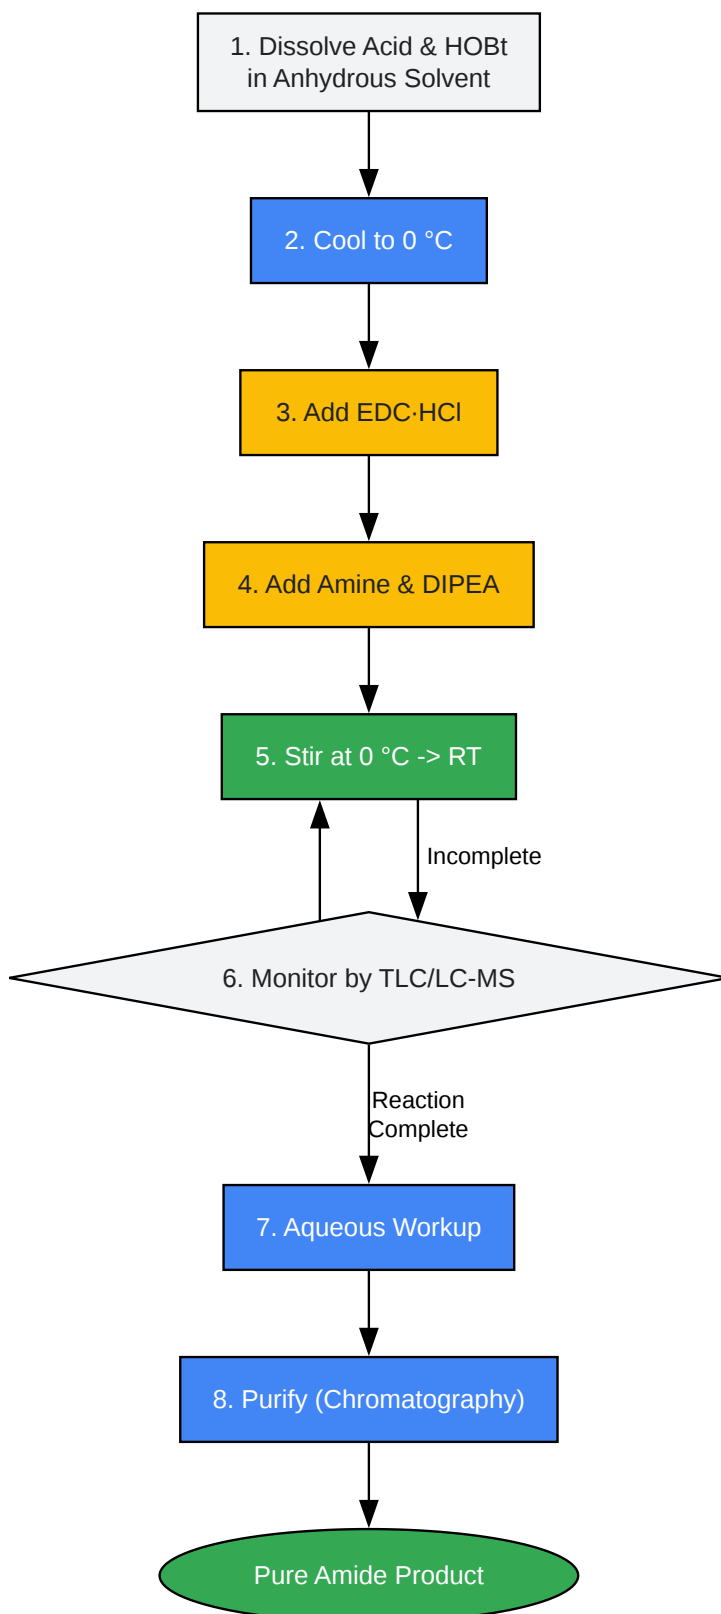 1. Dissolve Acid & HOBt
in Anhydrous Solvent
2. Cool to 0 °C
3. Add EDC·HCl
4. Add Amine & DIPEA
5. Stir at 0 °C -> RT
Incomplete
6. Monitor by TLC/LC-MS
Reaction
Complete
7. Aqueous Workup
8. Purify (Chromatography)
Pure Amide Product